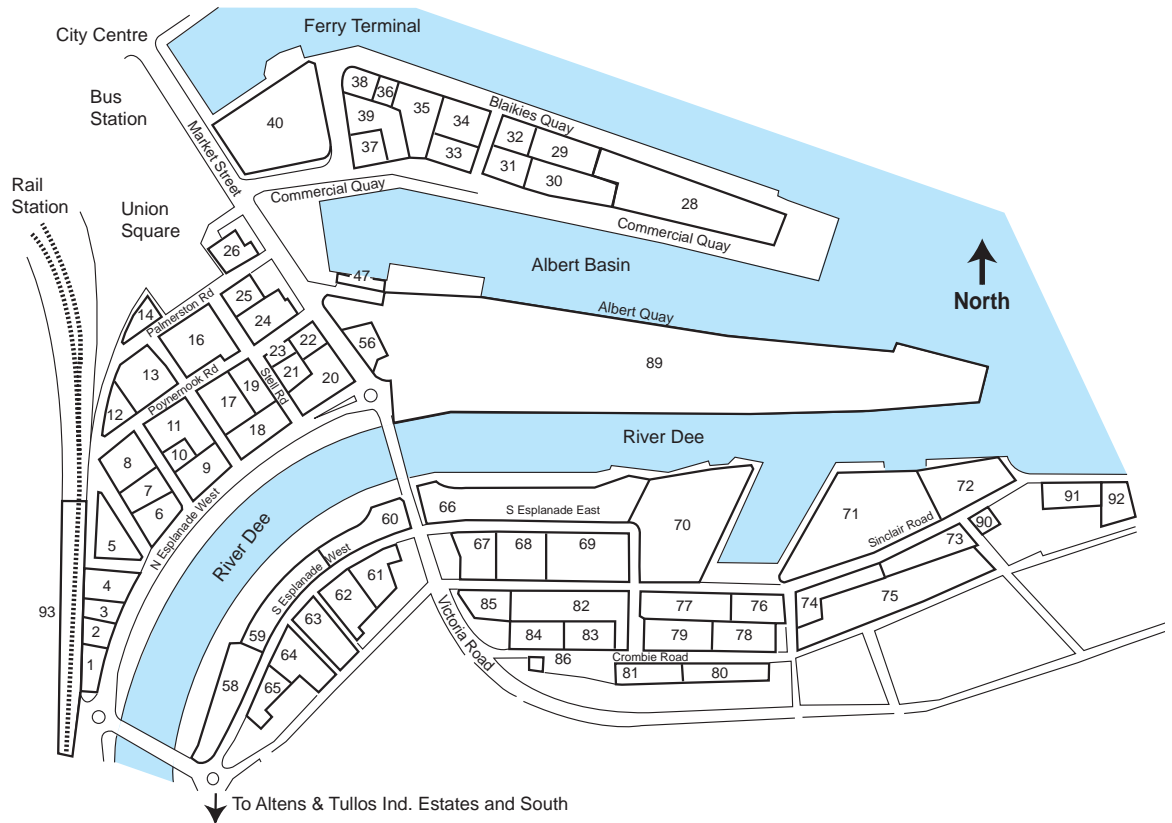 Ferry Terminal
City Centre
Bus
Station
Market Street
Rail
Station
Union
Square
38
36
35
39
37
34
33
40
Blaikies Quay
32
29
31
30
28
Commercial Quay
Commercial Quay
26
47
Albert Basin
North
Albert Quay
14
Palmerston Rd
25
24
16
22
23
21
20
56
89
13
12
Poynernook Rd
19
17
18
Stell Rd
11
10
9
8
7
6
5
4
3
2
1
93
N Esplanade West
River Dee
River Dee
60
66
S Esplanade East
70
71
72
91
92
90
Sinclair Road
73
74
75
67
68
69
S Esplanade West
61
62
63
59
64
65
58
85
82
84
83
77
76
79
78
Victoria Road
86
Crombie Road
81
80
To Altens & Tullos Ind. Estates and South